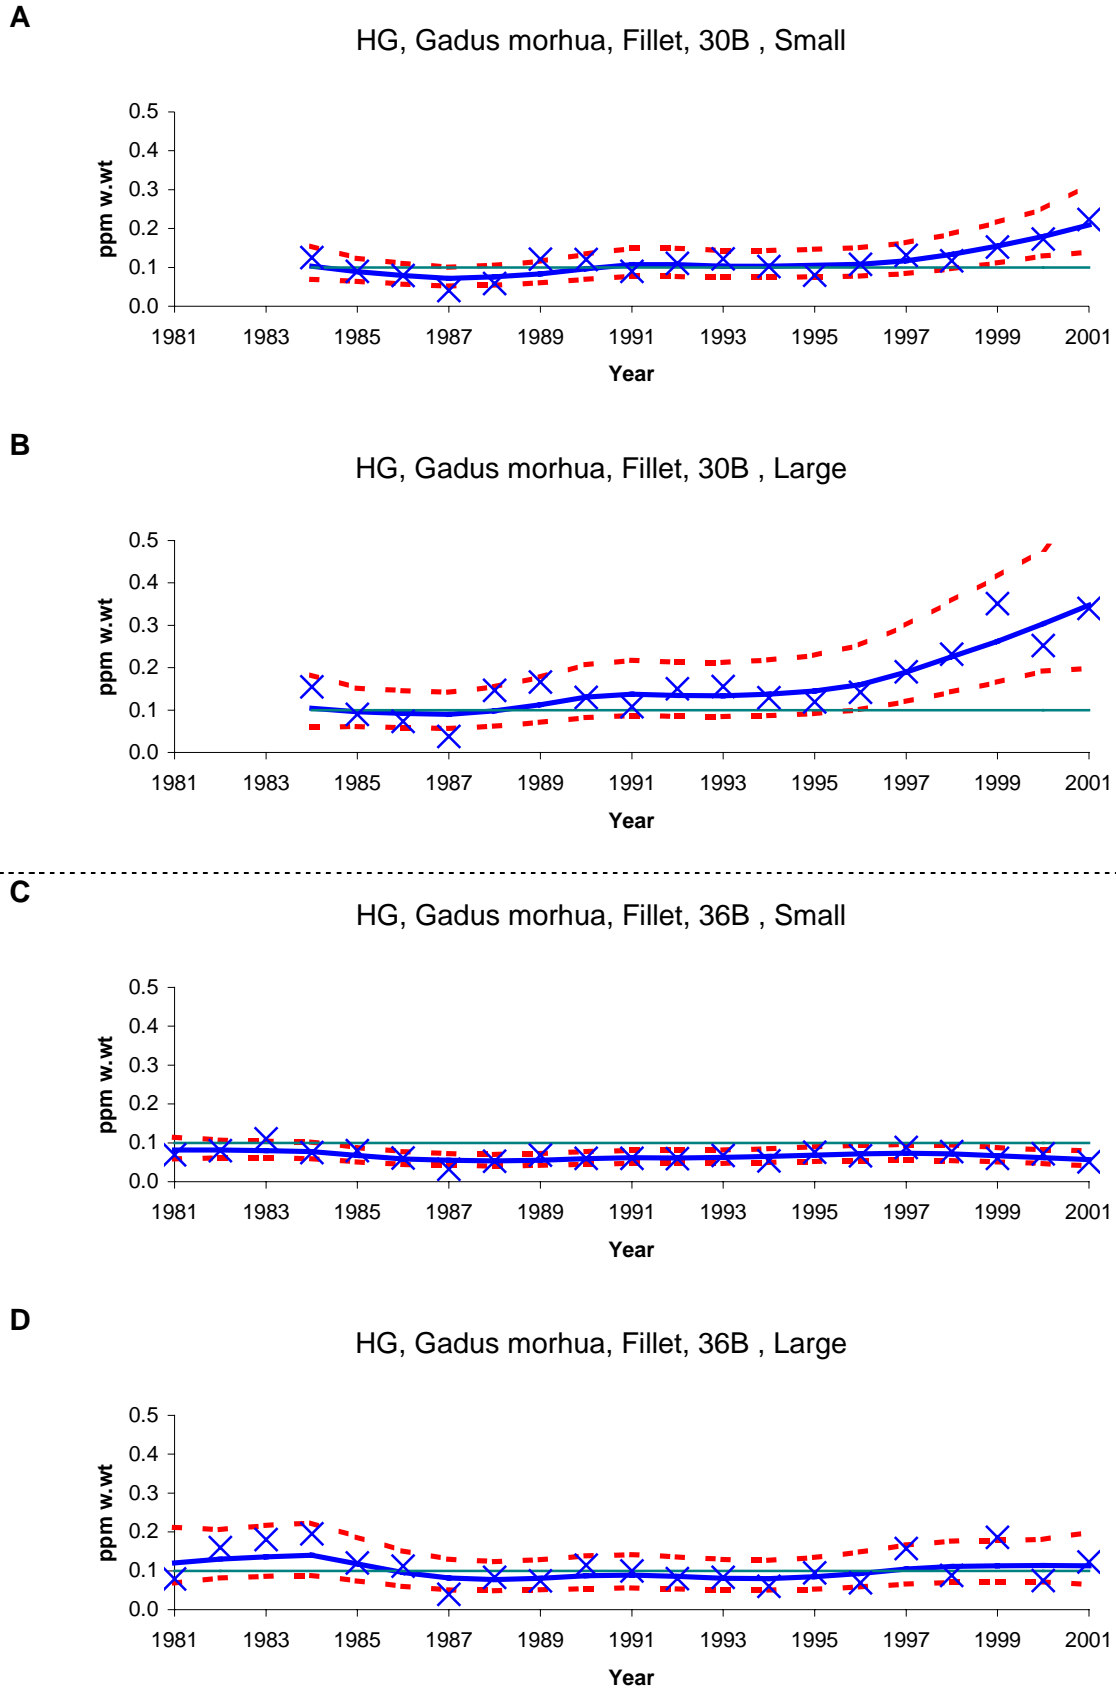 A
HG, Gadus morhua, Fillet, 30B , Small
0.5
0.4
0.3
0.2
0.1
0.0
ppm w.wt
1981 1983 1985 1987 1989 1991 1993 1995 1997 1999 2001
Year
B
HG, Gadus morhua, Fillet, 30B , Large
0.5
0.4
0.3
0.2
0.1
0.0
ppm w.wt
1981 1983 1985 1987 1989 1991 1993 1995 1997 1999 2001
Year
C
HG, Gadus morhua, Fillet, 36B , Small
0.5
0.4
0.3
0.2
0.1
0.0
ppm w.wt
1981 1983 1985 1987 1989 1991 1993 1995 1997 1999 2001
Year
D
HG, Gadus morhua, Fillet, 36B , Large
0.5
0.4
0.3
0.2
0.1
0.0
ppm w.wt
1981 1983 1985 1987 1989 1991 1993 1995 1997 1999 2001
Year